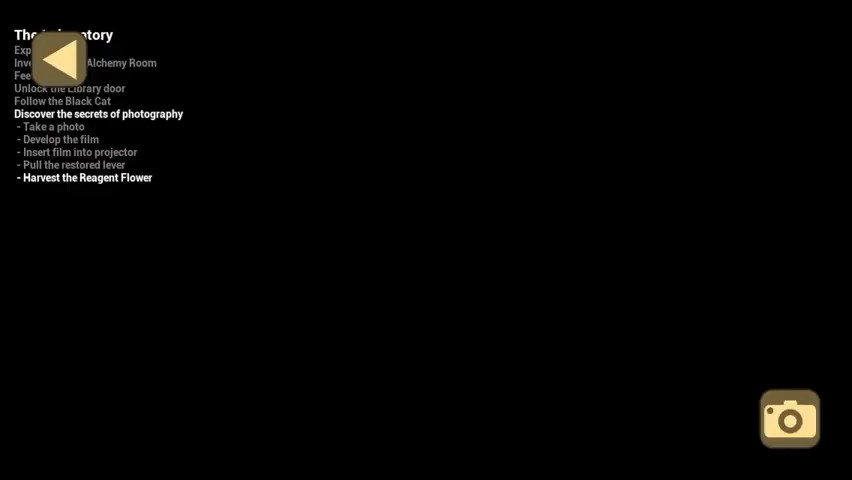 The
Alchemy Room
Unlock the Library door
Follow the Black Cat
Discover the secrets of photography
- Take a photo
- Develop the film
- Insert film into projector
- Pull the restored lever
- Harvest the Reagent Flower